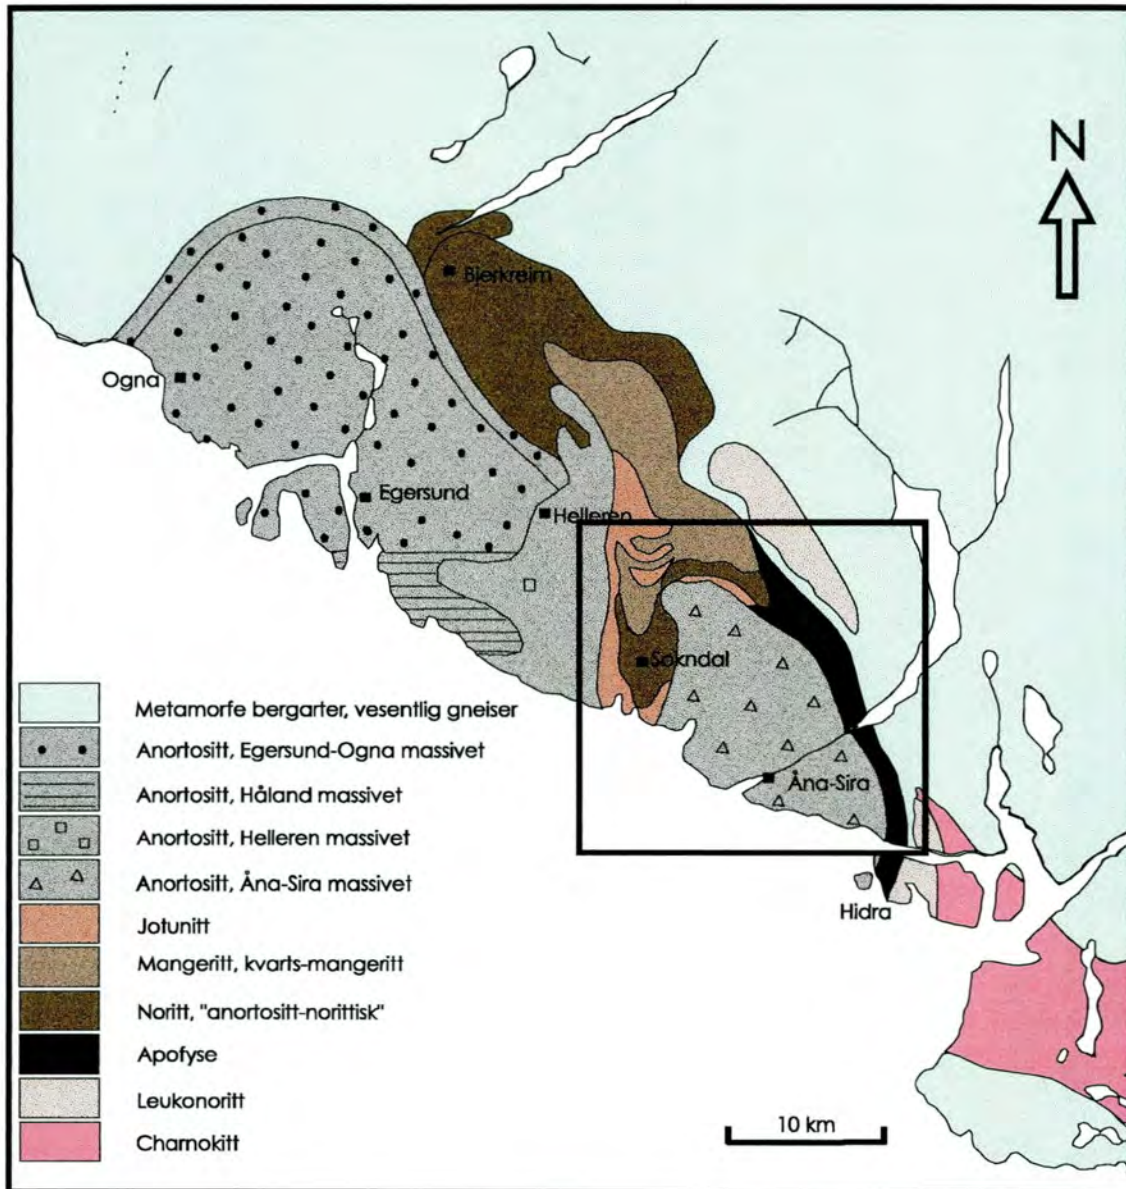 N
Bjerkreim
Ogna
Egersund
Helleren
Sokndal
Åna-Sira
Hidra
Metamorfe bergarter, vesentlig gneiser
Anortositt, Egersund-Ogna massivet
Anortositt, Håland massivet
Anortositt, Helleren massivet
Anortositt, Åna-Sira massivet
Jotunitt
Mangeritt, kvarts-mangeritt
Noritt, "anortositt-norittisk"
Apofyse
Leukonoritt
Charnokitt
10 km